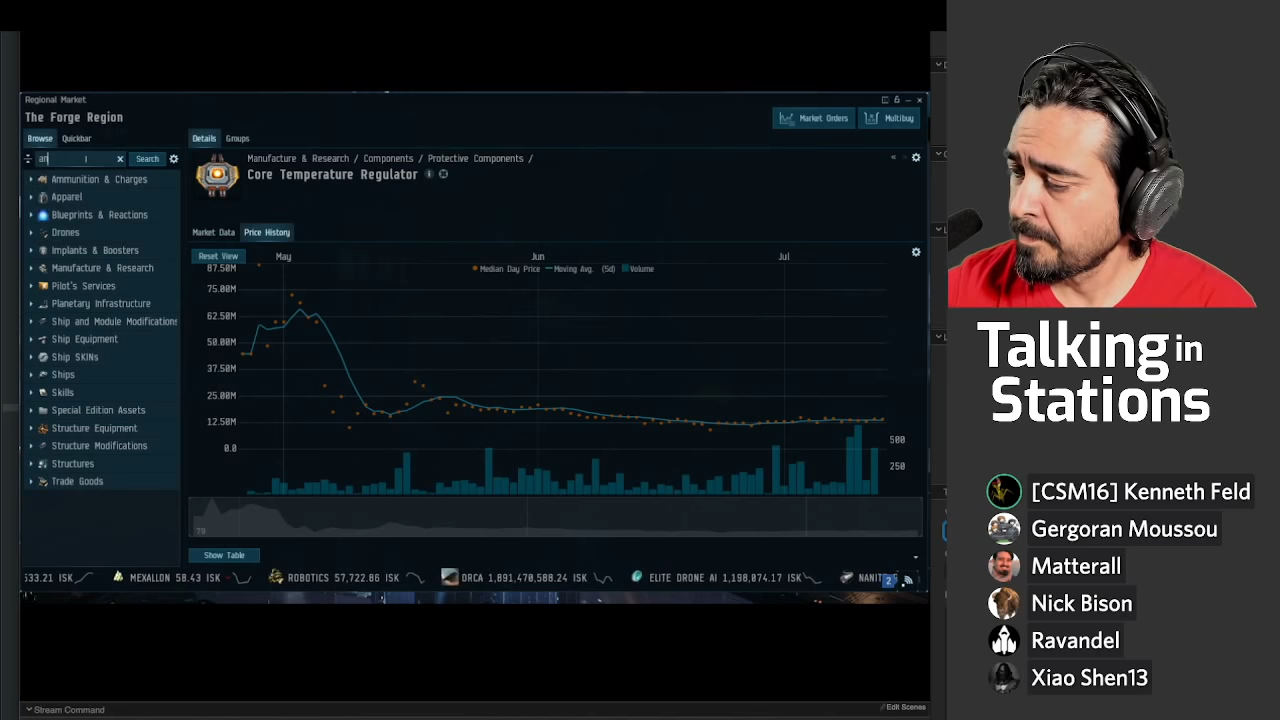 Regional Market
The Forge Region
Market Orders
Multibuy
Browse
Quickbar
an
Search
Ammunition & Charges
Apparel
Blueprints & Reactions
Drones
Implants & Boosters
Manufacture & Research
Pilot's Services
Planetary Infrastructure
Ship and Module Modifications
Ship Equipment
Ship SKINs
Ships
Skills
Special Edition Assets
Structure Equipment
Structure Modifications
Structures
Trade Goods
Details
Groups
Manufacture & Research / Components / Protective Components /
Core Temperature Regulator
Market Data
Price History
Reset View
May
Jun
Jul
Median Day Price
Moving Avg. (5d)
Volume
87.50M
75.00M
62.50M
50.00M
37.50M
25.00M
12.50M
0.0
500
250
79
Show Table
533.21 ISK
MEXALLON 58.43 ISK
ROBOTICS 57,722.86 ISK
ORCA 1,891,470,588.24 ISK
ELITE DRONE AI 1,198,074.17 ISK
NANIT
2
Stream Command
Edit Scenes
Talking in
Stations
[CSM16] Kenneth Feld
Gergoran Moussou
Matterall
Nick Bison
Ravandel
Xiao Shen13